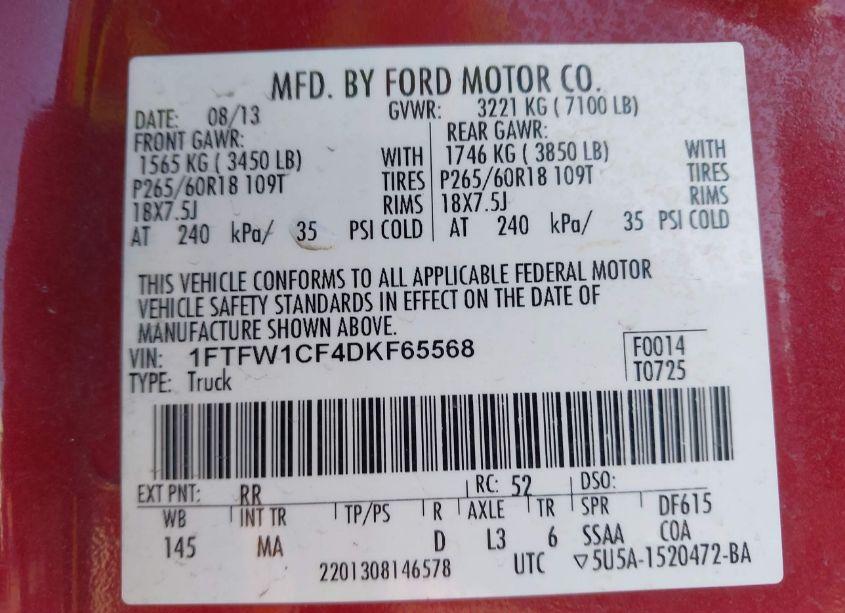 MFD. BY FORD MOTOR CO.
DATE: 08/13 GVWR: 3221 KG ( 7100 LB)
FRONT GAWR: REAR GAWR:
1565 KG ( 3450 LB) WITH 1746 KG ( 3850 LB) WITH
P265/60R18 109T TIRES P265/60R18 109T TIRES
18X7.5J RIMS 18X7.5J RIMS
AT 240 kPa/ 35 PSI COLD AT 240 kPa/ 35 PSI COLD
THIS VEHICLE CONFORMS TO ALL APPLICABLE FEDERAL MOTOR
VEHICLE SAFETY STANDARDS IN EFFECT ON THE DATE OF
MANUFACTURE SHOWN ABOVE.
VIN: 1FTFW1CF4DKF65568 F0014
TYPE: Truck T0725
EXT PNT: RR RC: 52 DSO:
WB INT TR TP/PS R AXLE TR SPR DF615
145 MA D L3 6 SSAA COA
2201308146578 UTC ▽5U5A-1520472-BA